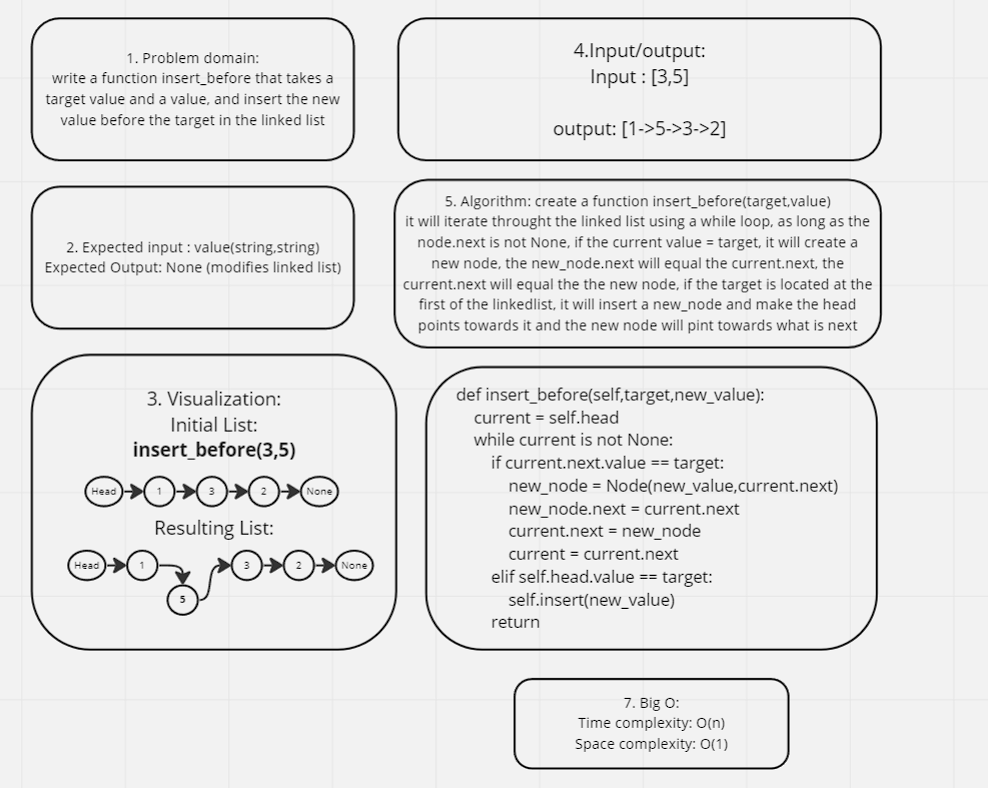 1. Problem domain:
write a function insert_before that takes a
target value and a value, and insert the new
value before the target in the linked list
2. Expected input : value(string,string)
Expected Output: None (modifies linked list)
3. Visualization:
Initial List:
insert_before(3,5)
Head 1 3 2 None
Resulting List:
Head 1 3 2 None
5
4.Input/output:
Input : [3,5]
output: [1->5->3->2]
5. Algorithm: create a function insert_before(target,value)
it will iterate throught the linked list using a while loop, as long as the
node.next is not None, if the current value = target, it will create a
new node, the new_node.next will equal the current.next, the
current.next will equal the the new node, if the target is located at the
first of the linkedlist, it will insert a new_node and make the head
points towards it and the new node will pint towards what is next
def insert_before(self,target,new_value):
current = self.head
while current is not None:
if current.next.value == target:
new_node = Node(new_value,current.next)
new_node.next = current.next
current.next = new_node
current = current.next
elif self.head.value == target:
self.insert(new_value)
return
7. Big O:
Time complexity: O(n)
Space complexity: O(1)